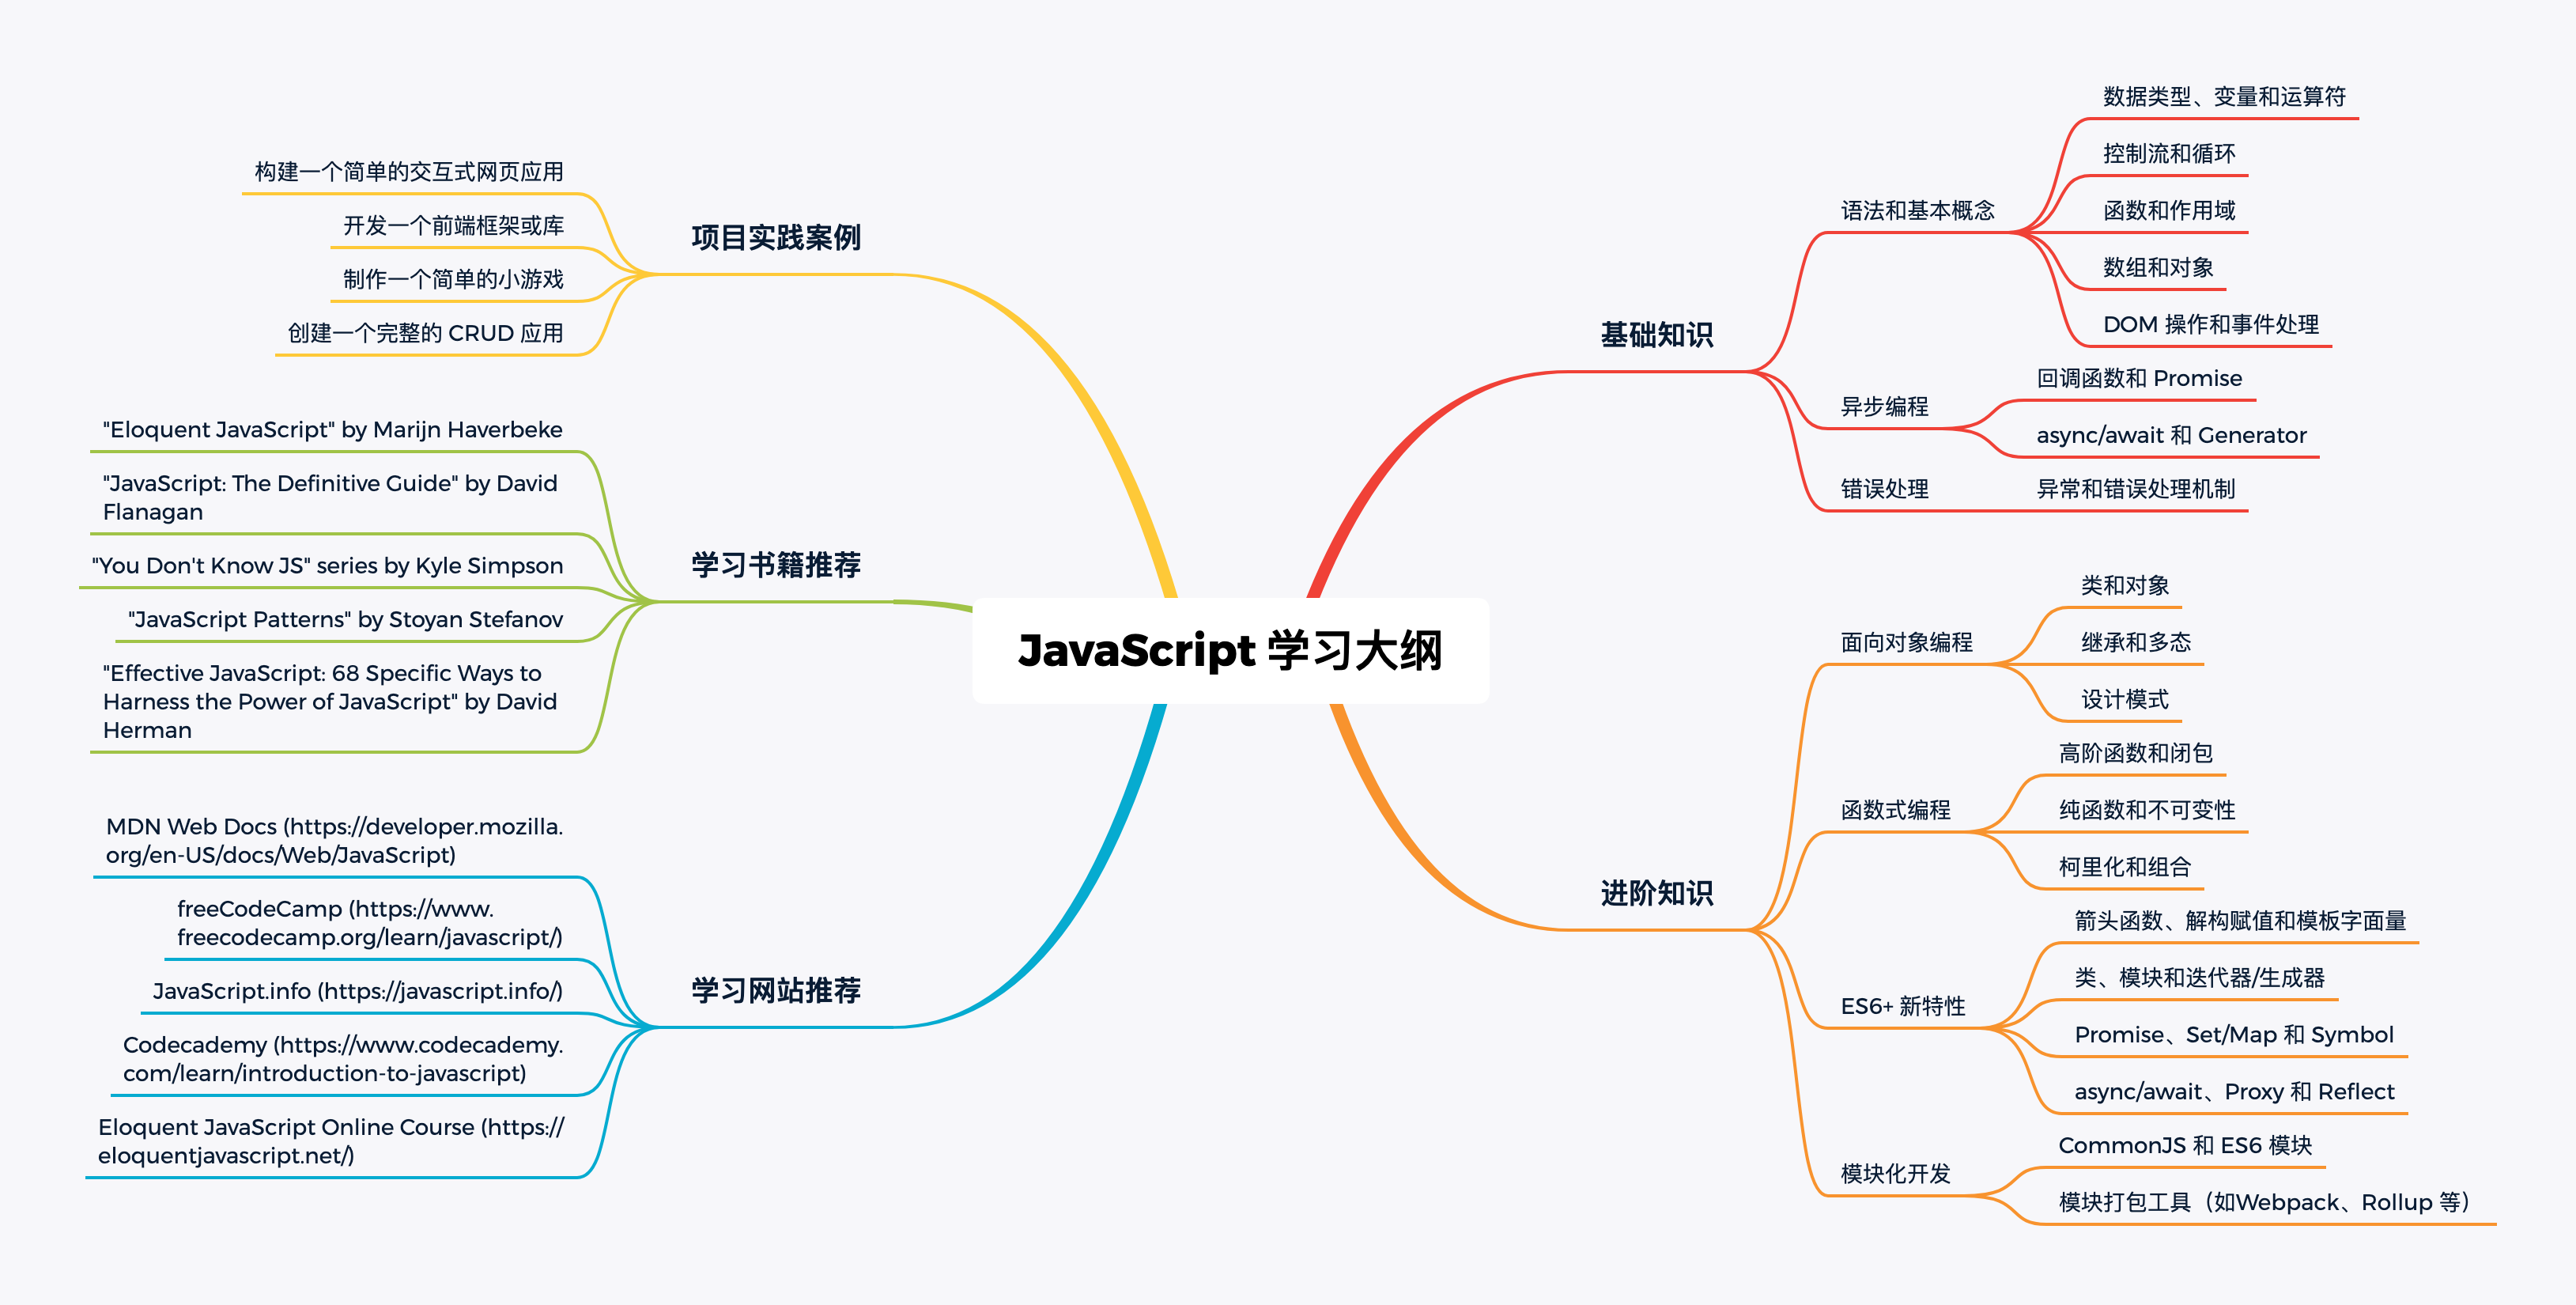 JavaScript 学习大纲
基础知识
语法和基本概念
数据类型、变量和运算符
控制流和循环
函数和作用域
数组和对象
DOM 操作和事件处理
异步编程
回调函数和 Promise
async/await 和 Generator
错误处理
异常和错误处理机制
进阶知识
面向对象编程
类和对象
继承和多态
设计模式
函数式编程
高阶函数和闭包
纯函数和不可变性
柯里化和组合
ES6+ 新特性
箭头函数、解构赋值和模板字面量
类、模块和迭代器/生成器
Promise、Set/Map 和 Symbol
async/await、Proxy 和 Reflect
模块化开发
CommonJS 和 ES6 模块
模块打包工具（如Webpack、Rollup 等）
项目实践案例
构建一个简单的交互式网页应用
开发一个前端框架或库
制作一个简单的小游戏
创建一个完整的 CRUD 应用
学习书籍推荐
"Eloquent JavaScript" by Marijn Haverbeke
"JavaScript: The Definitive Guide" by David
Flanagan
"You Don't Know JS" series by Kyle Simpson
"JavaScript Patterns" by Stoyan Stefanov
"Effective JavaScript: 68 Specific Ways to
Harness the Power of JavaScript" by David
Herman
学习网站推荐
MDN Web Docs (https://developer.mozilla.
org/en-US/docs/Web/JavaScript)
freeCodeCamp (https://www.
freecodecamp.org/learn/javascript/)
JavaScript.info (https://javascript.info/)
Codecademy (https://www.codecademy.
com/learn/introduction-to-javascript)
Eloquent JavaScript Online Course (https://
eloquentjavascript.net/)